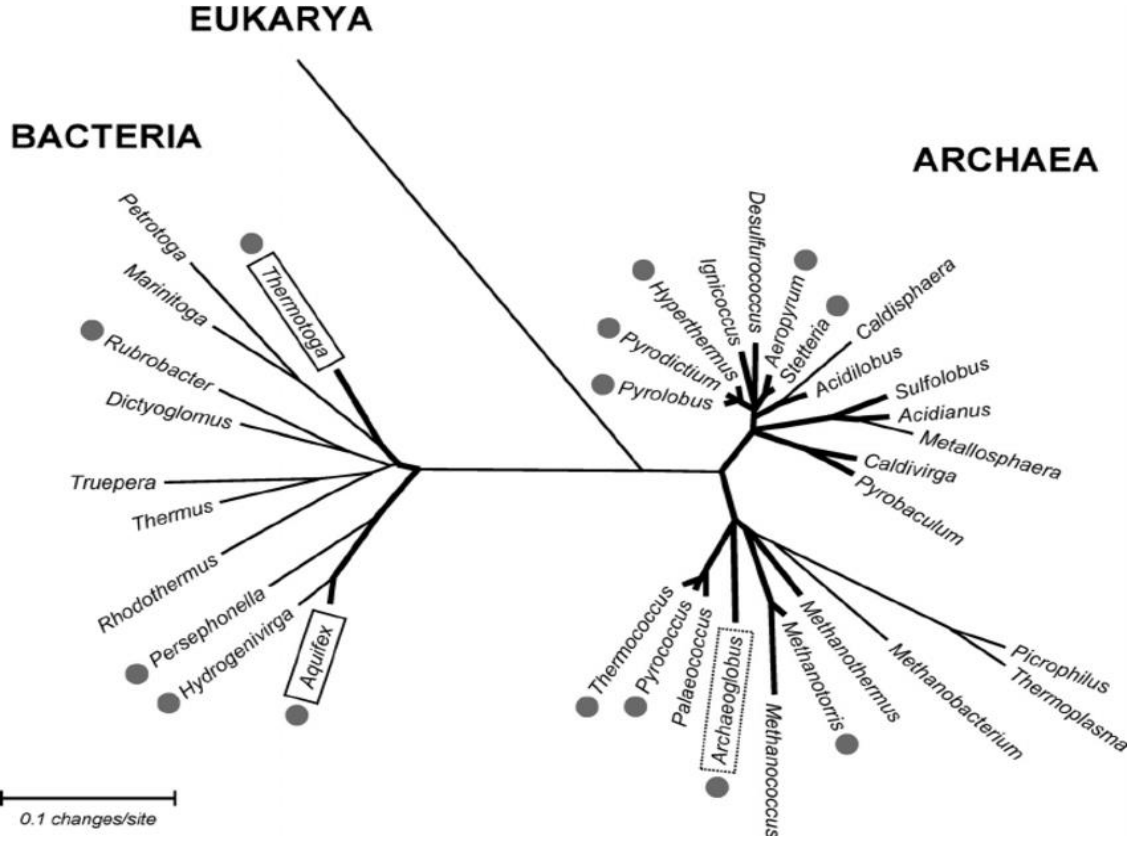 EUKARYA
BACTERIA
ARCHAEA
Petrotoga
Marinitoga
Thermotoga
Rubrobacter
Dictyoglomus
Truepera
Thermus
Rhodothermus
Persephonella
Hydrogenivirga
Aquifex
Pyrolobus
Pyrodictium
Hyperthermus
Ignicoccus
Desulfurococcus
Aeropyrum
Stetteria
Caldisphaera
Acidilobus
Sulfolobus
Acidianus
Metallosphaera
Caldivirga
Pyrobaculum
Thermococcus
Pyrococcus
Palaeococcus
Archaeoglobus
Methanococcus
Methanotorris
Methanothermus
Methanobacterium
Picrophilus
Thermoplasma
0.1 changes/site